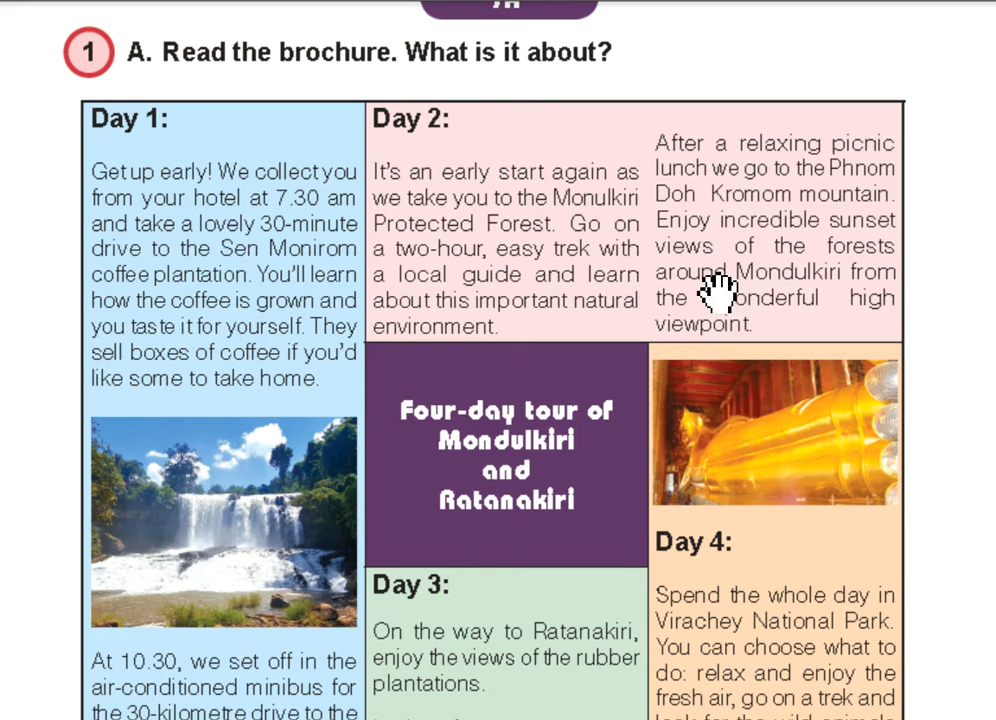 1 A. Read the brochure. What is it about?
Day 1:
Get up early! We collect you
from your hotel at 7.30 am
and take a lovely 30-minute
drive to the Sen Monirom
coffee plantation. You'll learn
how the coffee is grown and
you taste it for yourself. They
sell boxes of coffee if you'd
like some to take home.
At 10.30, we set off in the
air-conditioned minibus for
the 30-kilometre drive to the
Day 2:
It's an early start again as
we take you to the Monulkiri
Protected Forest. Go on
a two-hour, easy trek with
a local guide and learn
about this important natural
environment.
After a relaxing picnic
lunch we go to the Phnom
Doh Kromom mountain.
Enjoy incredible sunset
views of the forests
around Mondulkiri from
the onderful high
viewpoint.
Four-day tour of
Mondulkiri
and
Ratanakiri
Day 3:
On the way to Ratanakiri,
enjoy the views of the rubber
plantations.
Day 4:
Spend the whole day in
Virachey National Park.
You can choose what to
do: relax and enjoy the
fresh air, go on a trek and
look for the wild animals